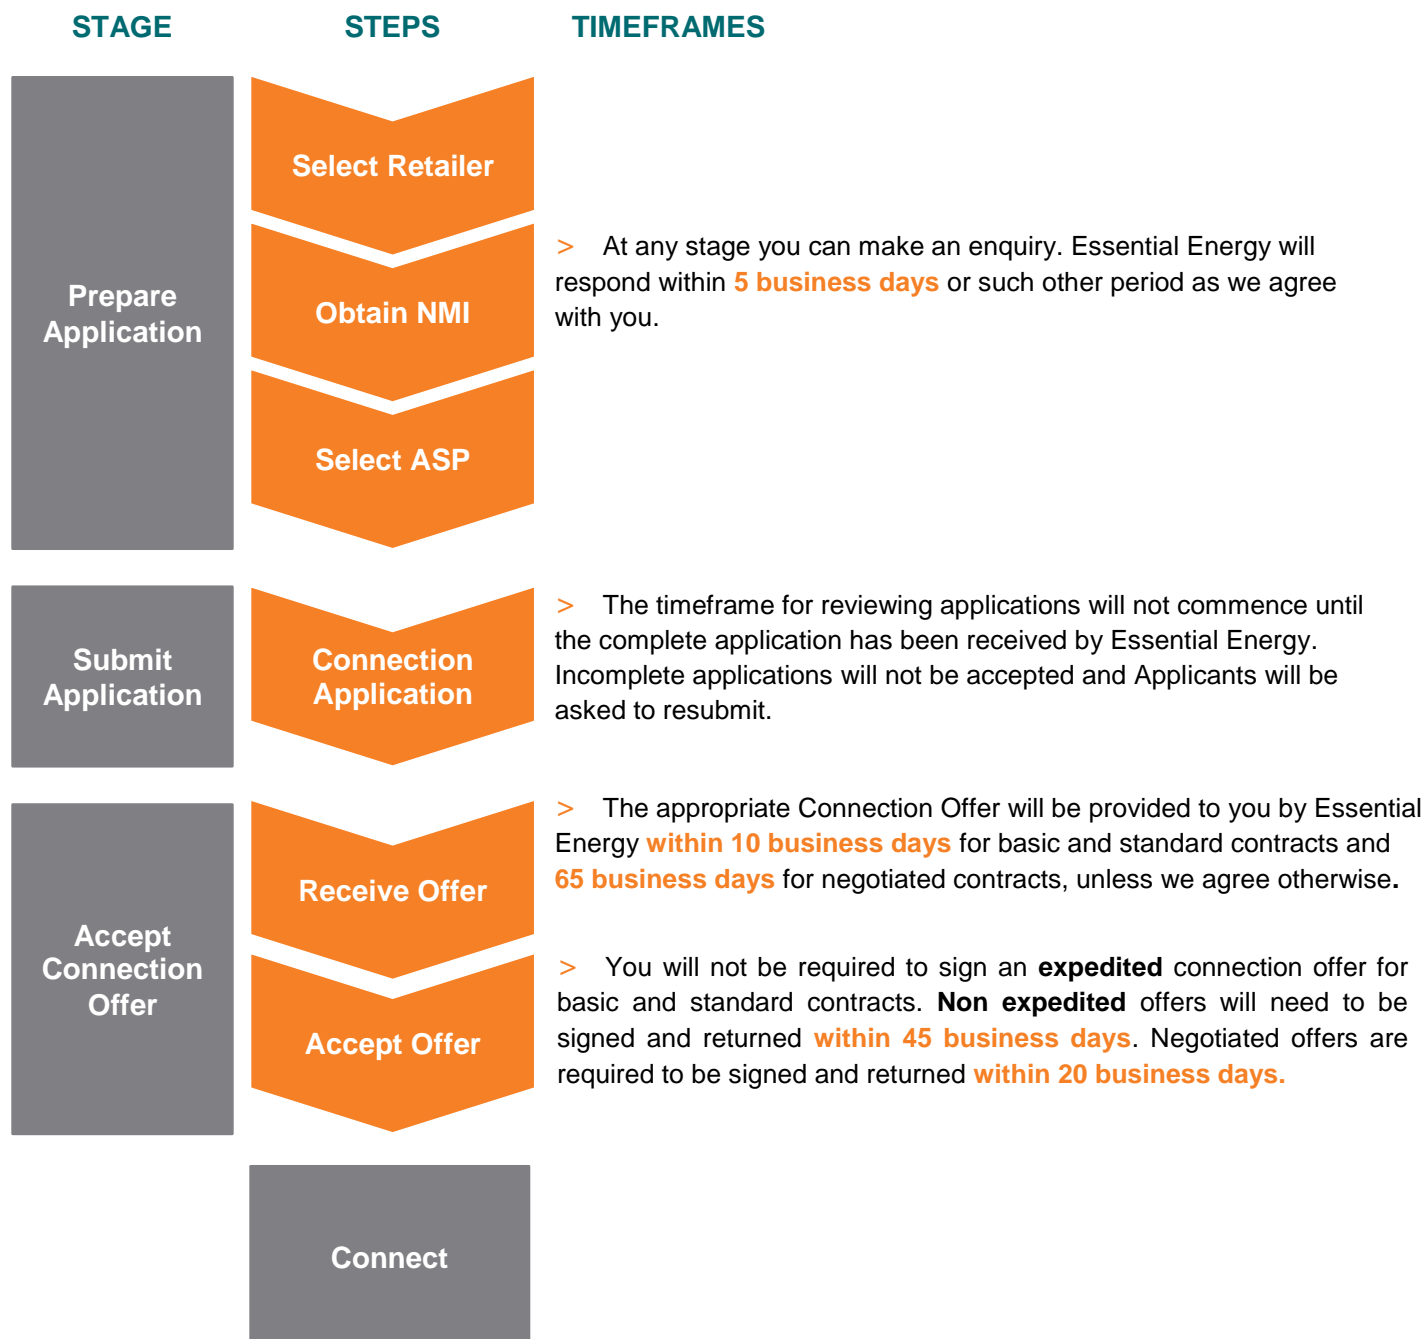 STAGE STEPS TIMEFRAMES
Prepare
Application
Select Retailer
Obtain NMI
Select ASP
> At any stage you can make an enquiry. Essential Energy will
respond within 5 business days or such other period as we agree
with you.
Submit
Application
Connection
Application
> The timeframe for reviewing applications will not commence until
the complete application has been received by Essential Energy.
Incomplete applications will not be accepted and Applicants will be
asked to resubmit.
Accept
Connection
Offer
Receive Offer
> The appropriate Connection Offer will be provided to you by Essential
Energy within 10 business days for basic and standard contracts and
65 business days for negotiated contracts, unless we agree otherwise.
Accept Offer
> You will not be required to sign an expedited connection offer for
basic and standard contracts. Non expedited offers will need to be
signed and returned within 45 business days. Negotiated offers are
required to be signed and returned within 20 business days.
Connect